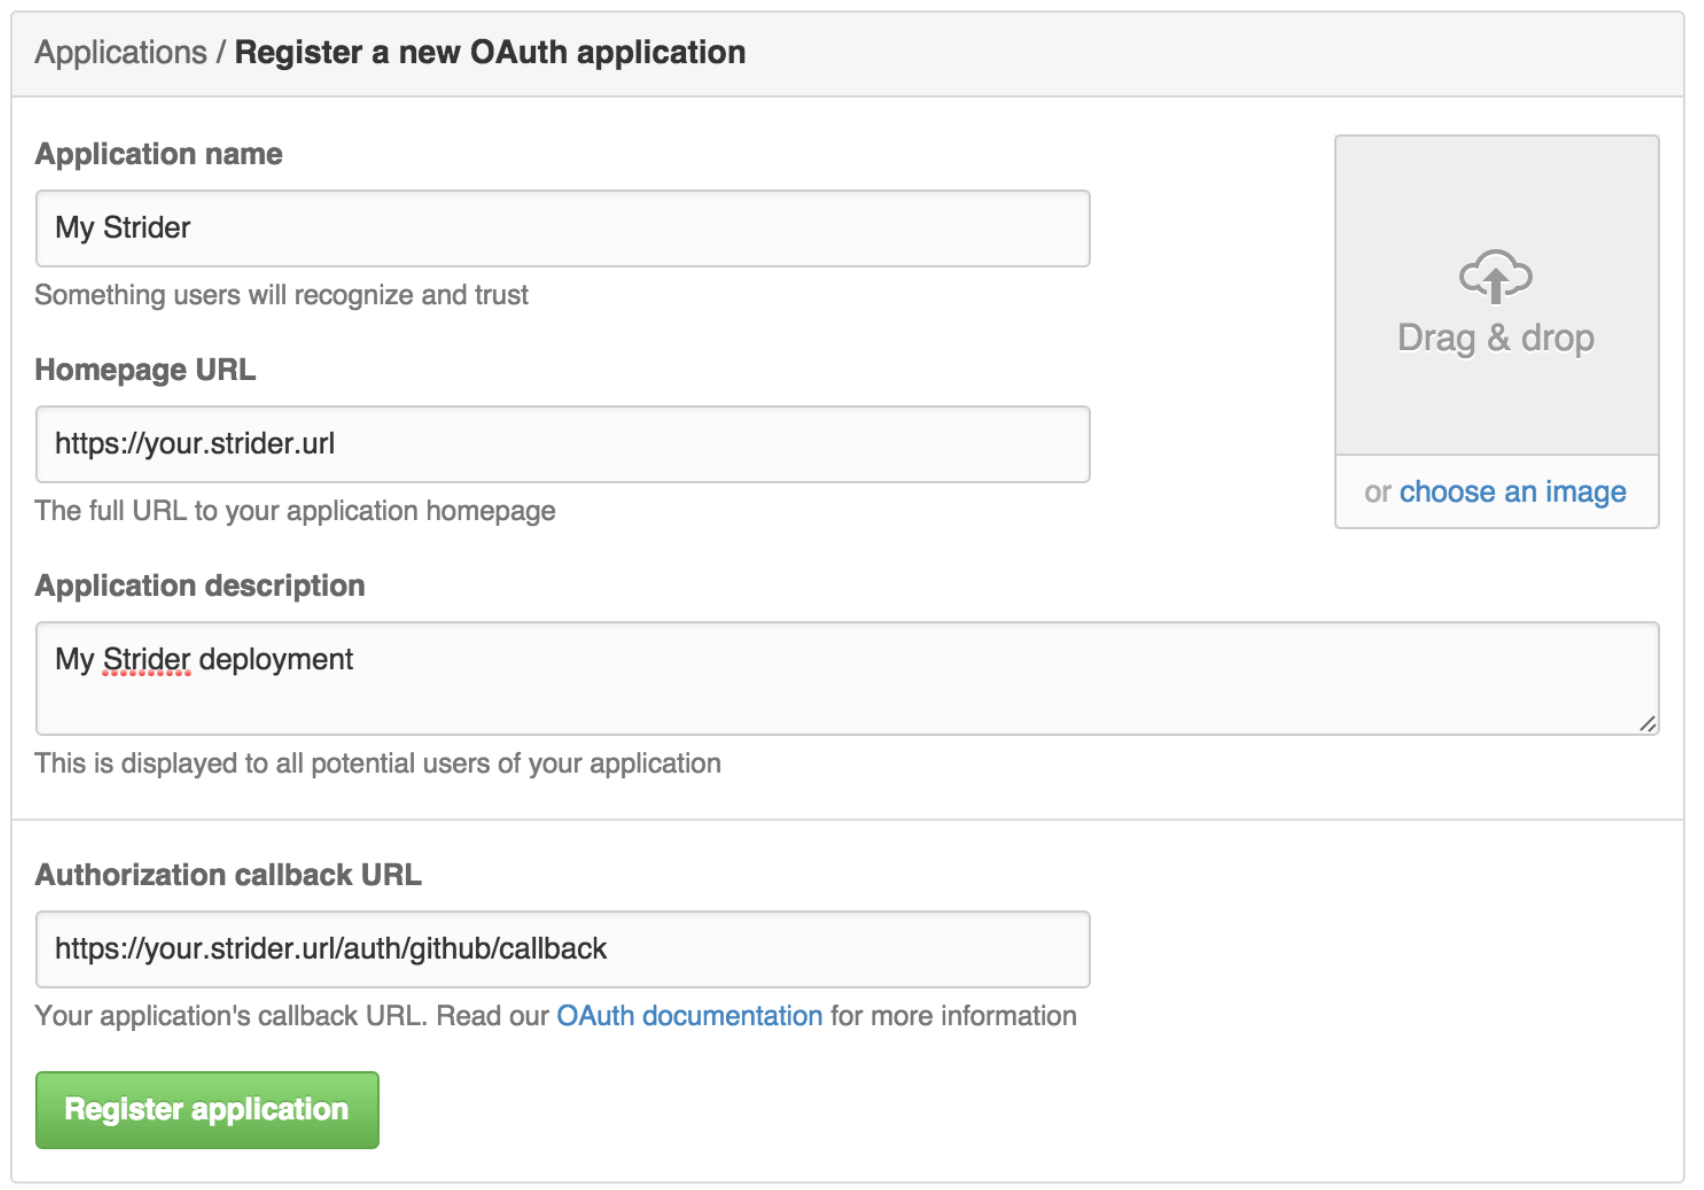 Applications / Register a new OAuth application
Application name
My Strider
Something users will recognize and trust
Drag & drop
or choose an image
Homepage URL
https://your.strider.url
The full URL to your application homepage
Application description
My Strider deployment
This is displayed to all potential users of your application
Authorization callback URL
https://your.strider.url/auth/github/callback
Your application's callback URL. Read our OAuth documentation for more information
Register application